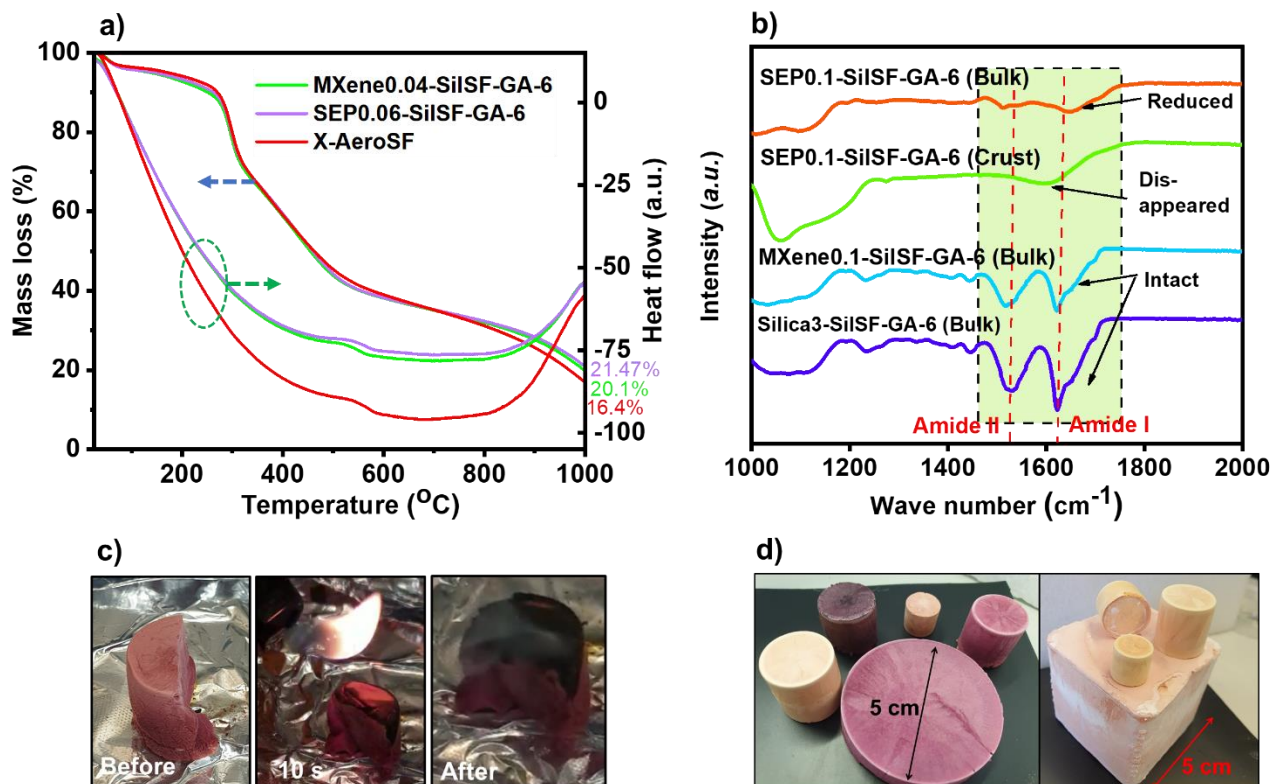 a)
100
80
60
40
20
0
Mass loss (%)
200
400
600
800
1000
Temperature (°C)
0
-25
-50
-75
-100
Heat flow (a.u.)
MXene0.04-SilSF-GA-6
SEP0.06-SilSF-GA-6
X-AeroSF
21.47%
20.1%
16.4%
b)
Intensity (a.u.)
SEP0.1-SilSF-GA-6 (Bulk)
Reduced
SEP0.1-SilSF-GA-6 (Crust)
Dis-
appeared
MXene0.1-SilSF-GA-6 (Bulk)
Intact
Silica3-SilSF-GA-6 (Bulk)
Amide II
Amide I
1000
1200
1400
1600
1800
2000
Wave number (cm⁻¹)
c)
Before
10 s
After
d)
5 cm
5 cm